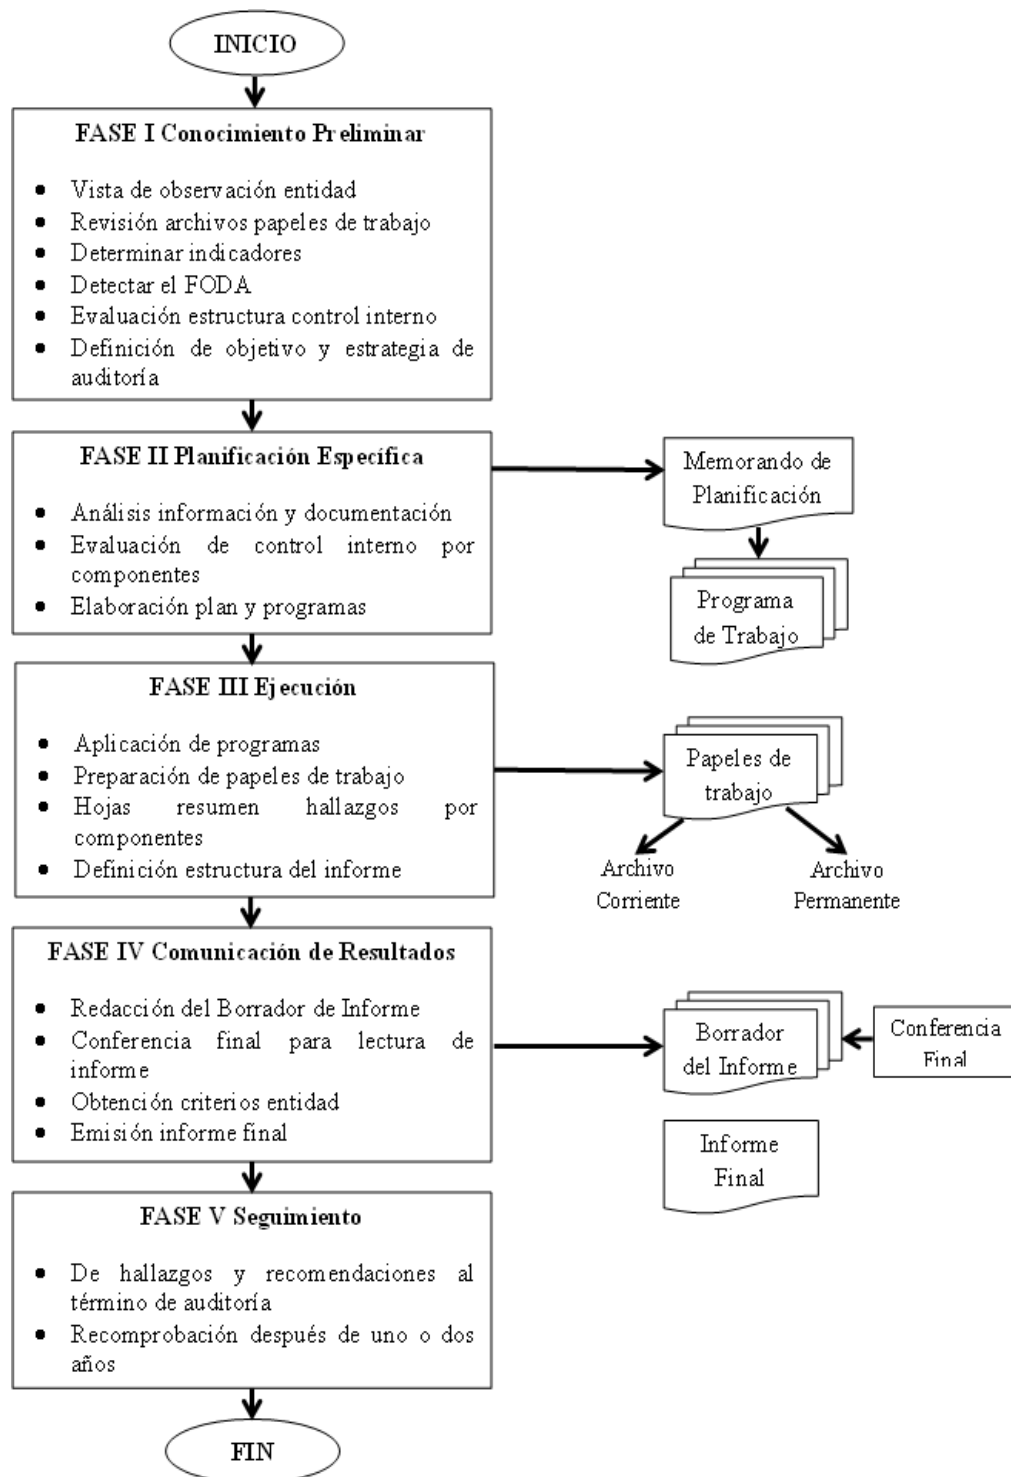 INICIO
FASE I Conocimiento Preliminar
• Vista de observación entidad
• Revisión archivos papeles de trabajo
• Determinar indicadores
• Detectar el FODA
• Evaluación estructura control interno
• Definición de objetivo y estrategia de
auditoría
FASE II Planificación Específica
• Análisis información y documentación
• Evaluación de control interno por
componentes
• Elaboración plan y programas
Memorando de
Planificación
Programa
de Trabajo
FASE III Ejecución
• Aplicación de programas
• Preparación de papeles de trabajo
• Hojas resumen hallazgos por
componentes
• Definición estructura del informe
Papeles de
trabajo
Archivo
Corriente
Archivo
Permanente
FASE IV Comunicación de Resultados
• Redacción del Borrador de Informe
• Conferencia final para lectura de
informe
• Obtención criterios entidad
• Emisión informe final
Borrador
del Informe
Conferencia
Final
Informe
Final
FASE V Seguimiento
• De hallazgos y recomendaciones al
término de auditoría
• Recomprobación después de uno o dos
años
FIN